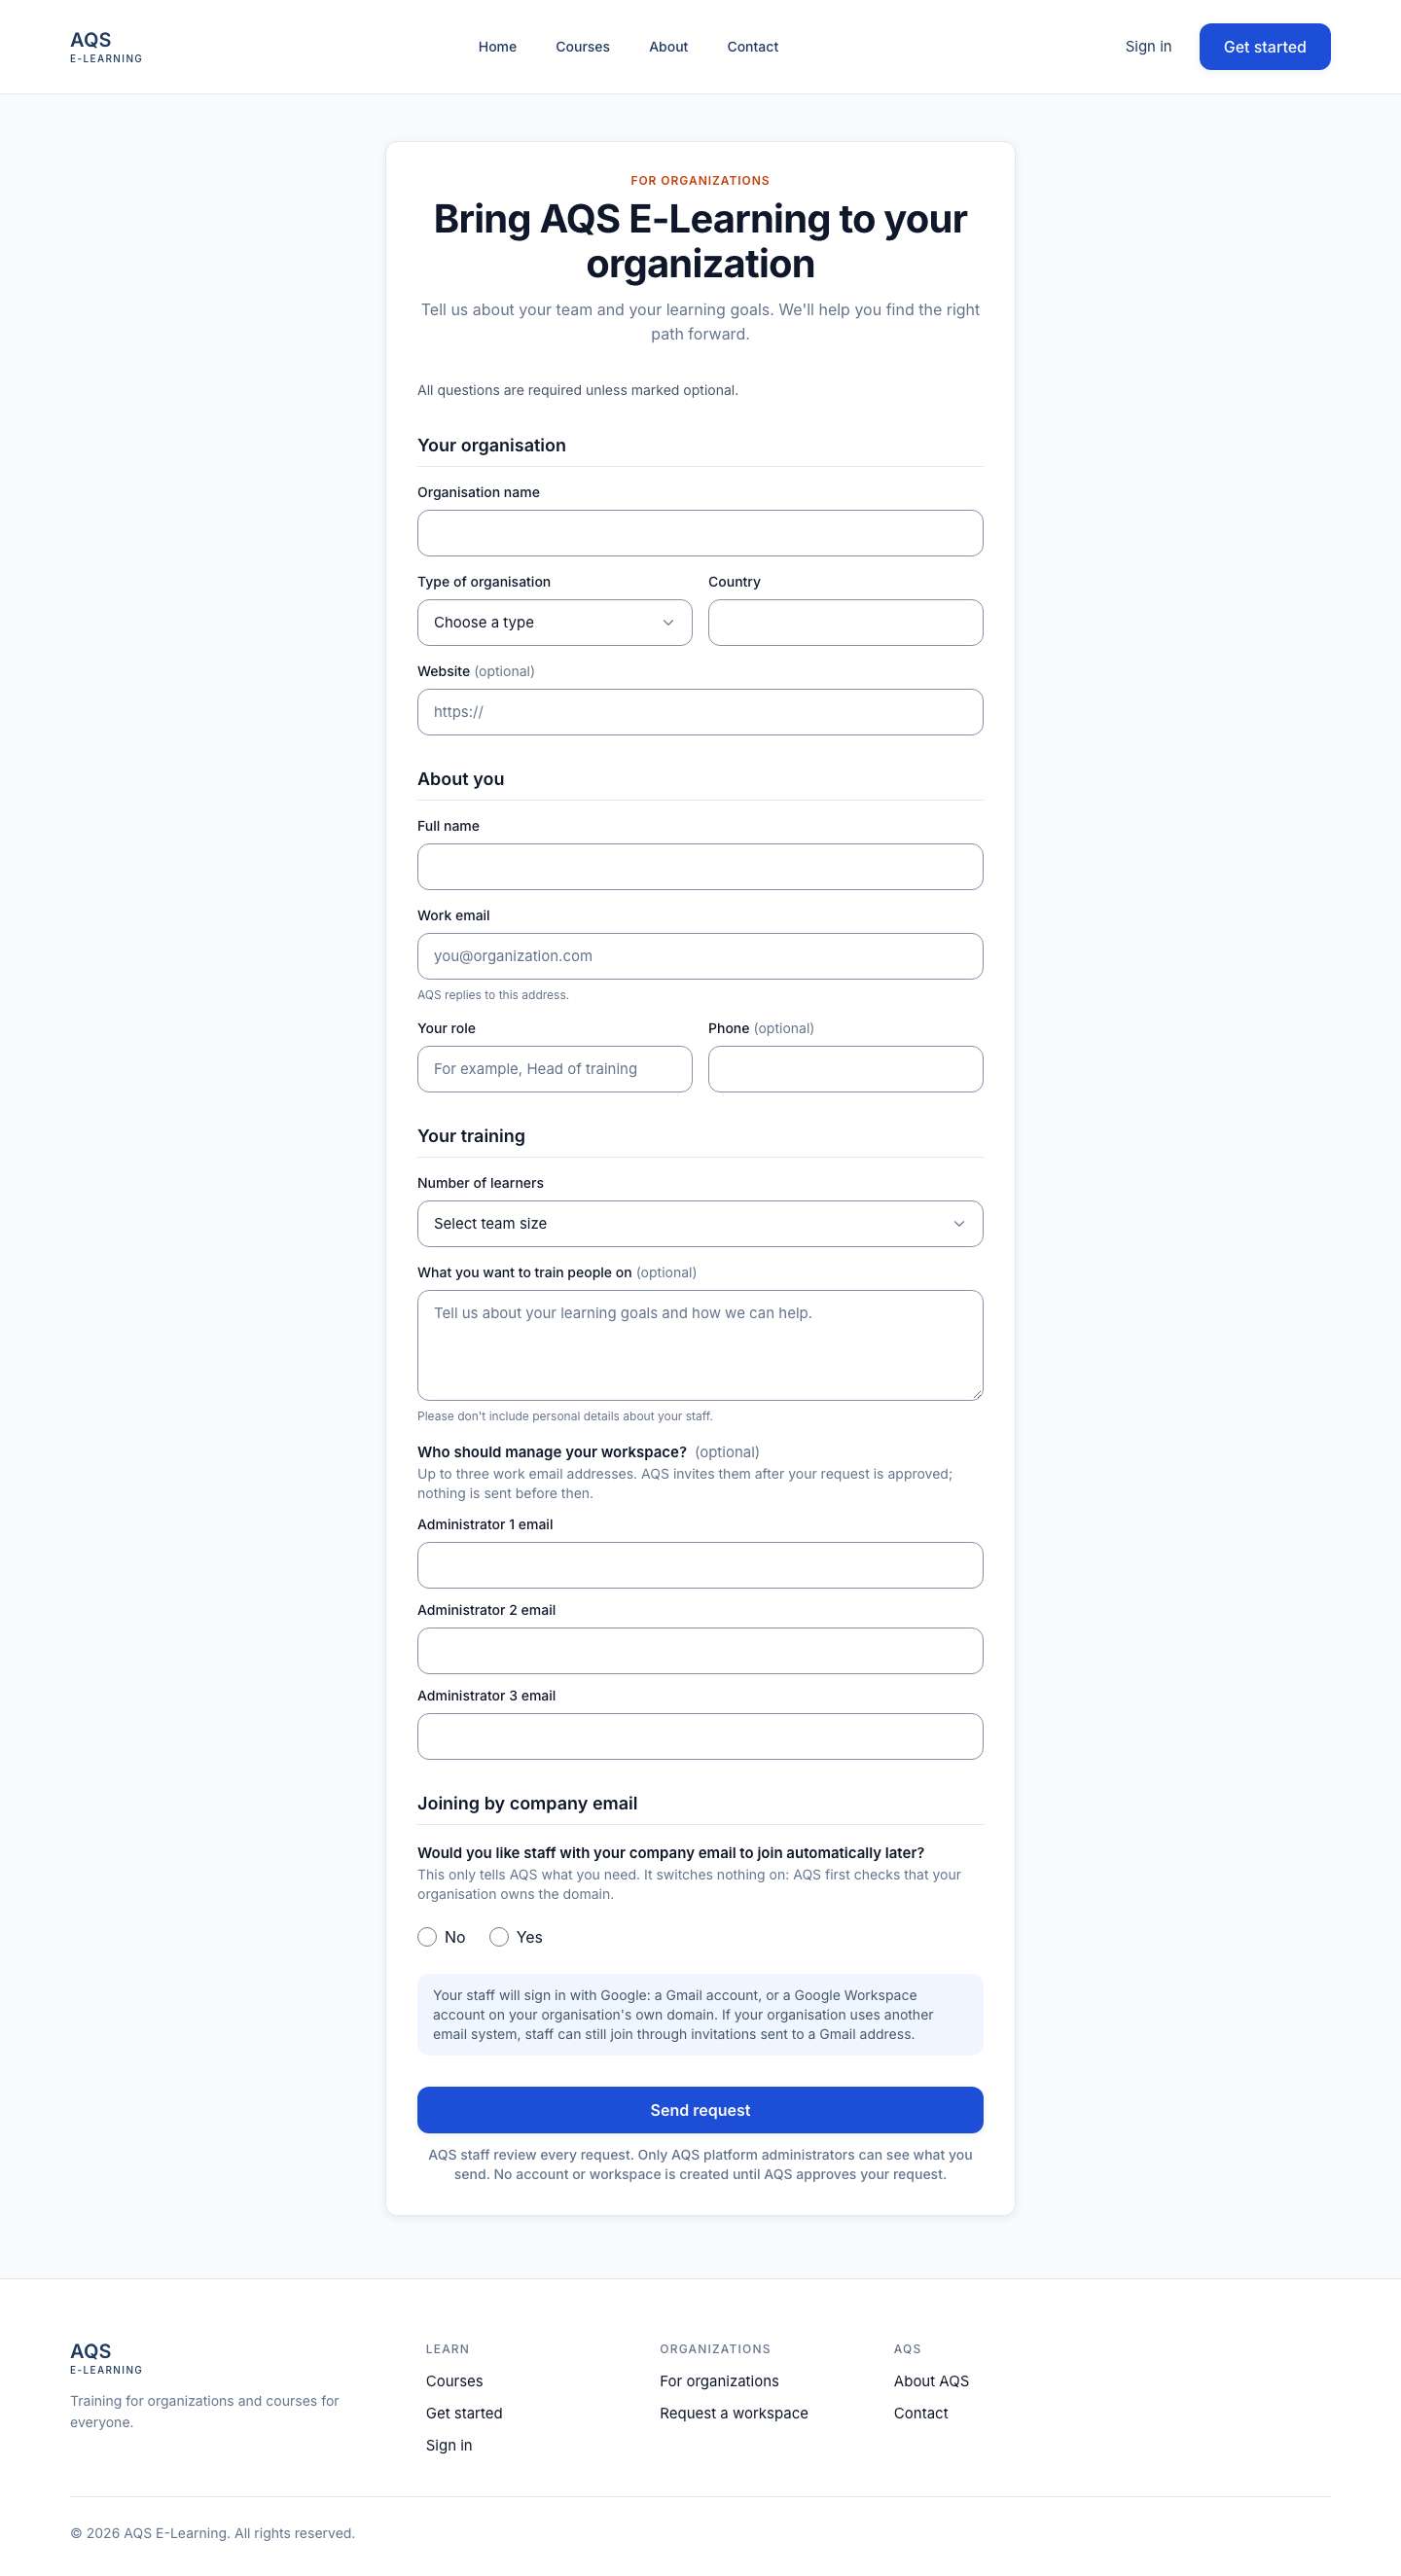 AQS
E-LEARNING
Home
Courses
About
Contact
Sign in
Get started
FOR ORGANIZATIONS
Bring AQS E-Learning to your
organization
Tell us about your team and your learning goals. We'll help you find the right
path forward.
All questions are required unless marked optional.
Your organisation
Organisation name
Type of organisation
Country
Choose a type
Website (optional)
https://
About you
Full name
Work email
you@organization.com
AQS replies to this address.
Your role
Phone (optional)
For example, Head of training
Your training
Number of learners
Select team size
What you want to train people on (optional)
Tell us about your learning goals and how we can help.
Please don't include personal details about your staff.
Who should manage your workspace? (optional)
Up to three work email addresses. AQS invites them after your request is approved;
nothing is sent before then.
Administrator 1 email
Administrator 2 email
Administrator 3 email
Joining by company email
Would you like staff with your company email to join automatically later?
This only tells AQS what you need. It switches nothing on: AQS first checks that your
organisation owns the domain.
No
Yes
Your staff will sign in with Google: a Gmail account, or a Google Workspace
account on your organisation's own domain. If your organisation uses another
email system, staff can still join through invitations sent to a Gmail address.
Send request
AQS staff review every request. Only AQS platform administrators can see what you
send. No account or workspace is created until AQS approves your request.
AQS
E-LEARNING
Training for organizations and courses for
everyone.
LEARN
Courses
Get started
Sign in
ORGANIZATIONS
For organizations
Request a workspace
AQS
About AQS
Contact
© 2026 AQS E-Learning. All rights reserved.